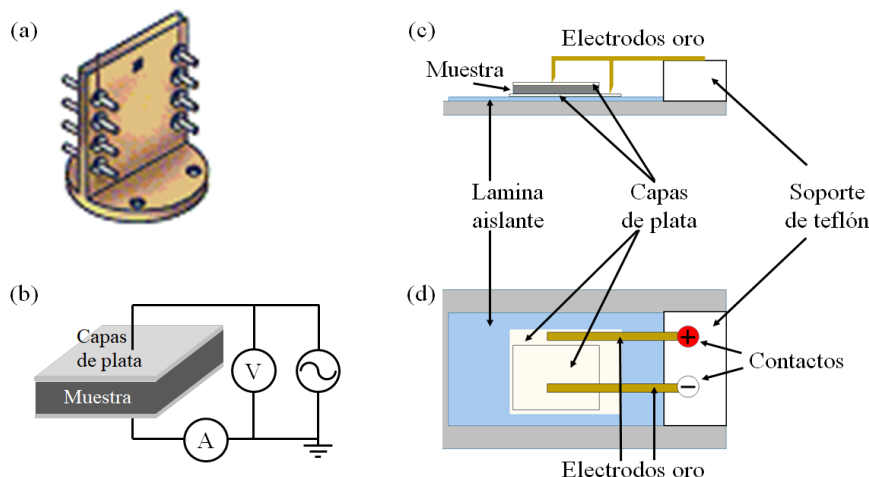 (a)
(c)
Electrodos oro
Muestra
Lamina
aislante
Capas
de plata
Soporte
de teflón
(b)
Capas
de plata
Muestra
V
A
(d)
+
−
Contactos
Electrodos oro